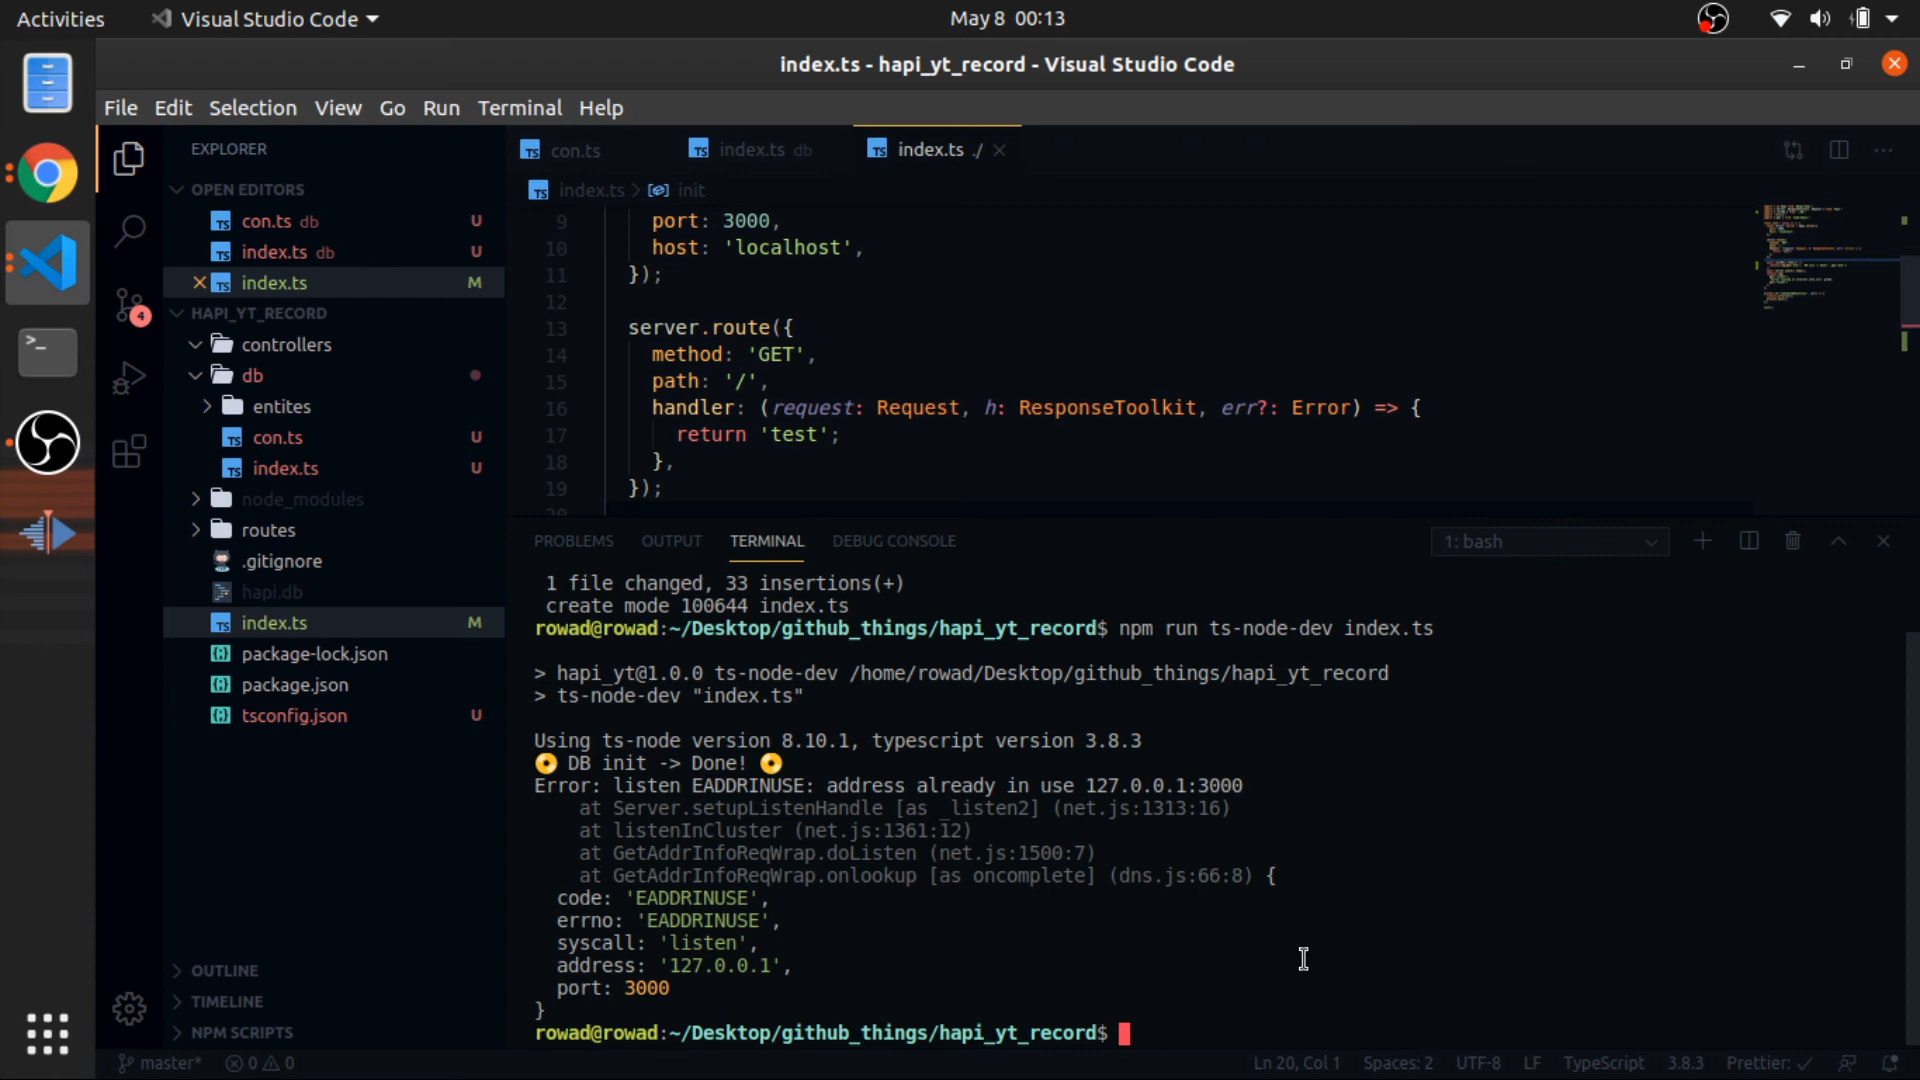 Activities Visual Studio Code May 8 00:13
index.ts - hapi_yt_record - Visual Studio Code
File Edit Selection View Go Run Terminal Help
EXPLORER
OPEN EDITORS
con.ts db U
index.ts db U
index.ts M
HAPI_YT_RECORD
controllers
db
entites
con.ts U
index.ts U
node_modules
routes
.gitignore
hapi.db
index.ts M
package-lock.json
package.json
tsconfig.json U
OUTLINE
TIMELINE
NPM SCRIPTS
4
con.ts index.ts db index.ts ./
index.ts > init
9 port: 3000,
10 host: 'localhost',
11 });
12
13 server.route({
14 method: 'GET',
15 path: '/',
16 handler: (request: Request, h: ResponseToolkit, err?: Error) => {
17 return 'test';
18 },
19 });
20
PROBLEMS OUTPUT TERMINAL DEBUG CONSOLE 1: bash
1 file changed, 33 insertions(+)
create mode 100644 index.ts
rowad@rowad:~/Desktop/github_things/hapi_yt_record$ npm run ts-node-dev index.ts
> hapi_yt@1.0.0 ts-node-dev /home/rowad/Desktop/github_things/hapi_yt_record
> ts-node-dev "index.ts"
Using ts-node version 8.10.1, typescript version 3.8.3
📀 DB init -> Done! 📀
Error: listen EADDRINUSE: address already in use 127.0.0.1:3000
at Server.setupListenHandle [as _listen2] (net.js:1313:16)
at listenInCluster (net.js:1361:12)
at GetAddrInfoReqWrap.doListen (net.js:1500:7)
at GetAddrInfoReqWrap.onlookup [as oncomplete] (dns.js:66:8) {
code: 'EADDRINUSE',
errno: 'EADDRINUSE',
syscall: 'listen',
address: '127.0.0.1',
port: 3000
}
rowad@rowad:~/Desktop/github_things/hapi_yt_record$
master* 0 0 Ln 20, Col 1 Spaces: 2 UTF-8 LF TypeScript 3.8.3 Prettier: ✓